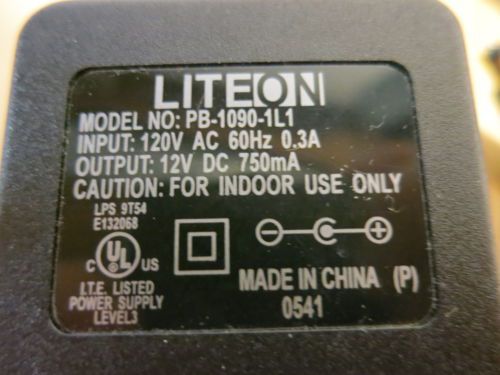 LITEON
MODEL NO: PB-1090-1L1
INPUT: 120V AC 60Hz 0.3A
OUTPUT: 12V DC 750mA
CAUTION: FOR INDOOR USE ONLY
LPS 9T54
E132068
C UL US
I.T.E. LISTED
POWER SUPPLY
LEVEL3
MADE IN CHINA (P)
0541